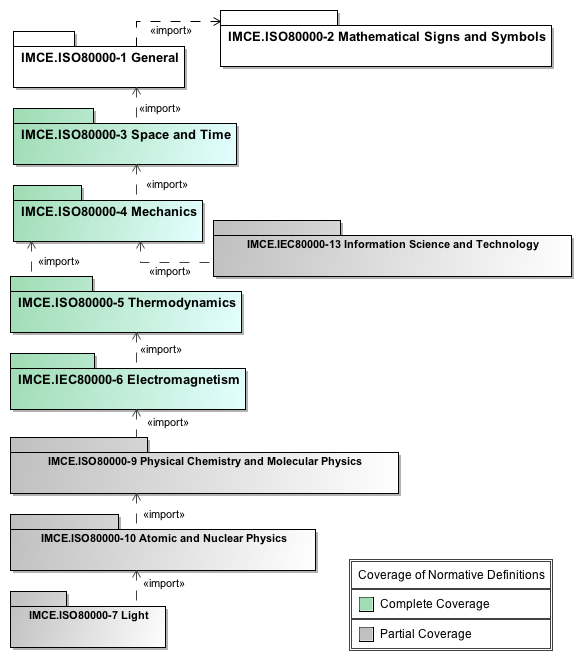 «import»
IMCE.ISO80000-2 Mathematical Signs and Symbols
IMCE.ISO80000-1 General
«import»
IMCE.ISO80000-3 Space and Time
«import»
IMCE.ISO80000-4 Mechanics
IMCE.IEC80000-13 Information Science and Technology
«import»
«import»
IMCE.ISO80000-5 Thermodynamics
«import»
IMCE.IEC80000-6 Electromagnetism
«import»
IMCE.ISO80000-9 Physical Chemistry and Molecular Physics
«import»
IMCE.ISO80000-10 Atomic and Nuclear Physics
«import»
IMCE.ISO80000-7 Light
Coverage of Normative Definitions
Complete Coverage
Partial Coverage